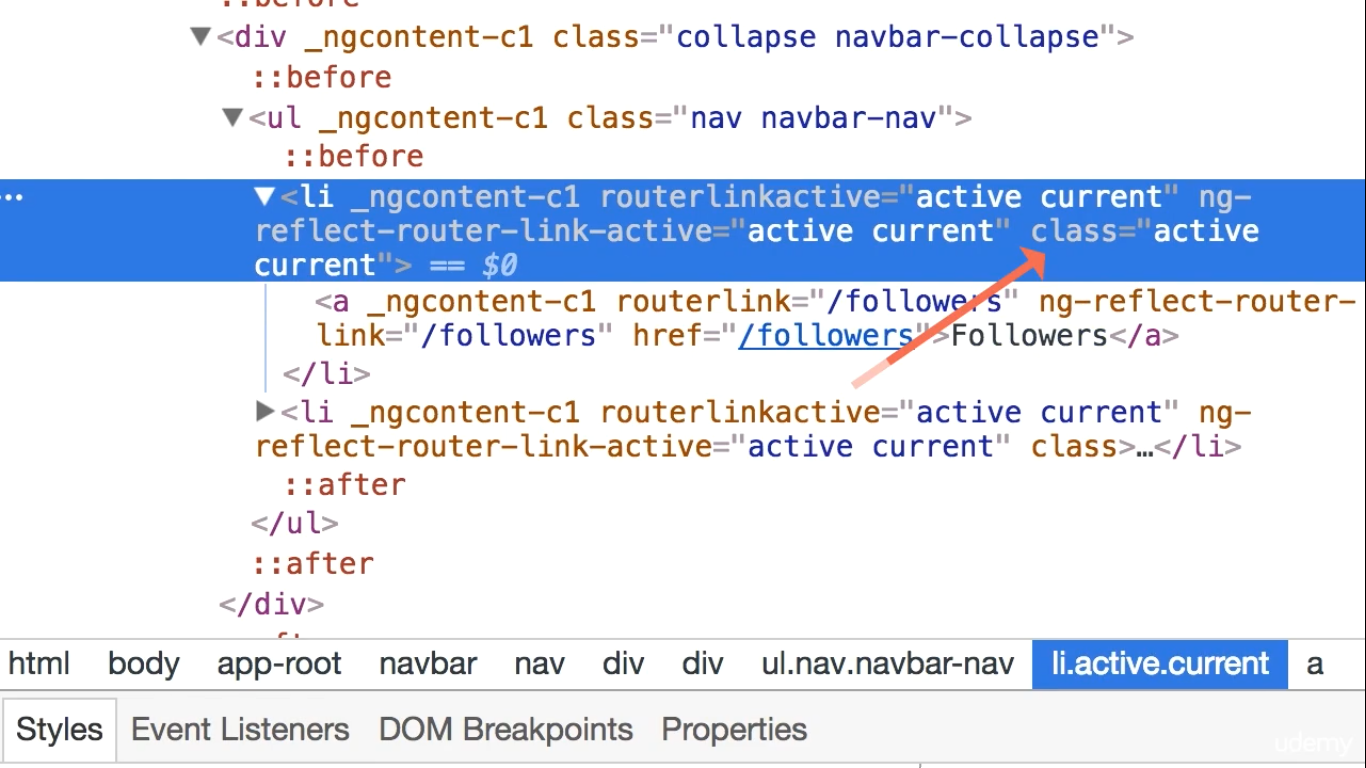 ::before
<div _ngcontent-c1 class="collapse navbar-collapse">
::before
<ul _ngcontent-c1 class="nav navbar-nav">
::before
... <li _ngcontent-c1 routerlinkactive="active current" ng-
reflect-router-link-active="active current" class="active
current"> == $0
<a _ngcontent-c1 routerlink="/followers" ng-reflect-router-
link="/followers" href="/followers">Followers</a>
</li>
<li _ngcontent-c1 routerlinkactive="active current" ng-
reflect-router-link-active="active current" class>…</li>
::after
</ul>
::after
</div>
html body app-root navbar nav div div ul.nav.navbar-nav li.active.current a
Styles Event Listeners DOM Breakpoints Properties
udemy